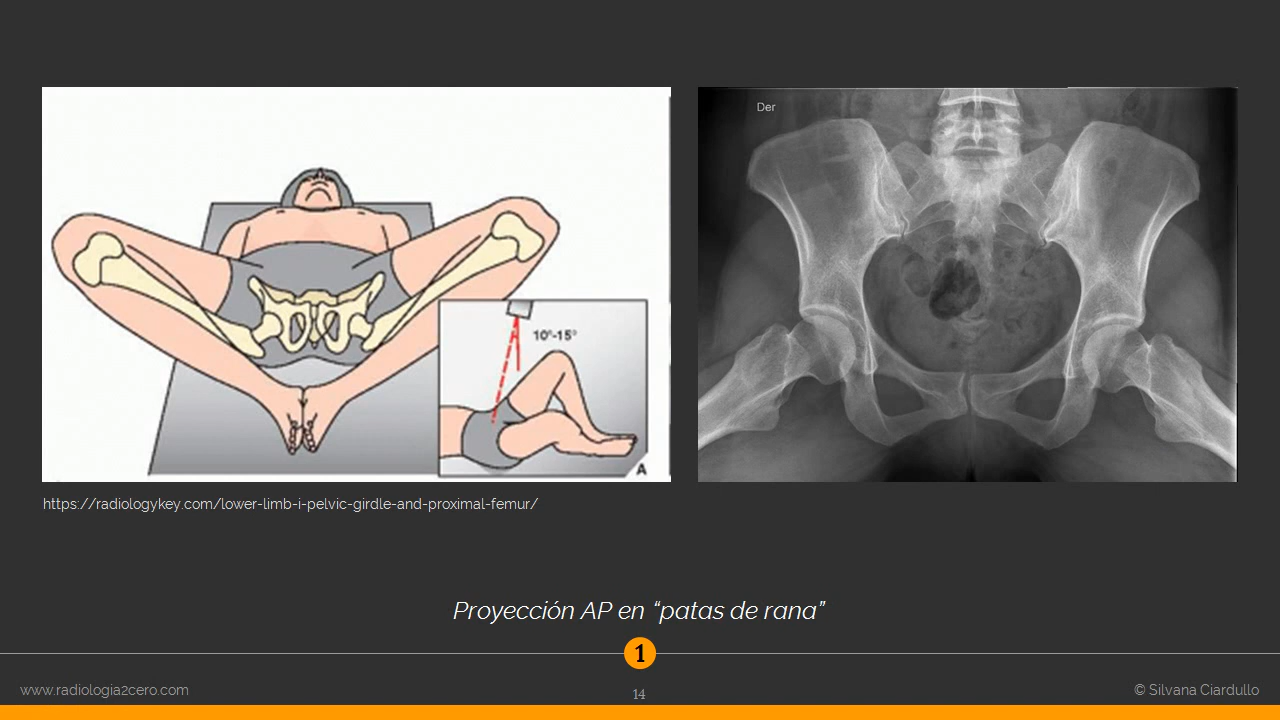 Der
10°-15°
A
https://radiologykey.com/lower-limb-i-pelvic-girdle-and-proximal-femur/
Proyección AP en “patas de rana”
1
www.radiologia2cero.com
14
© Silvana Ciardullo